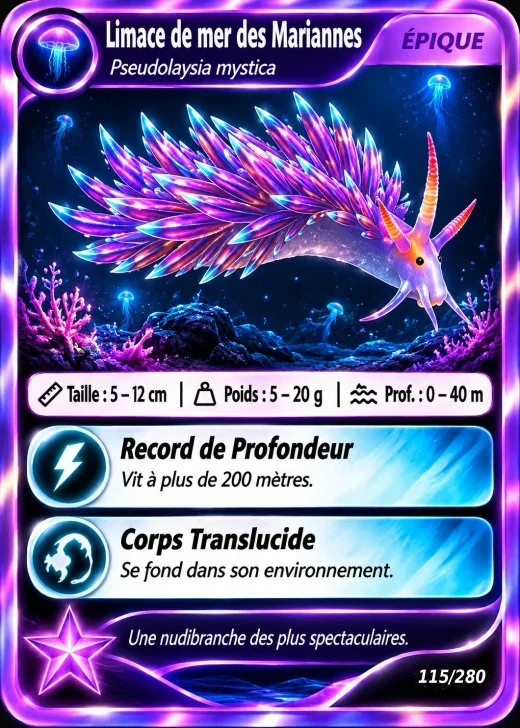 Limace de mer des Mariannes
ÉPIQUE
Pseudolaysia mystica
Taille : 5 – 12 cm | Poids : 5 – 20 g | Prof. : 0 – 40 m
Record de Profondeur
Vit à plus de 200 mètres.
Corps Translucide
Se fond dans son environnement.
Une nudibranche des plus spectaculaires.
115/280